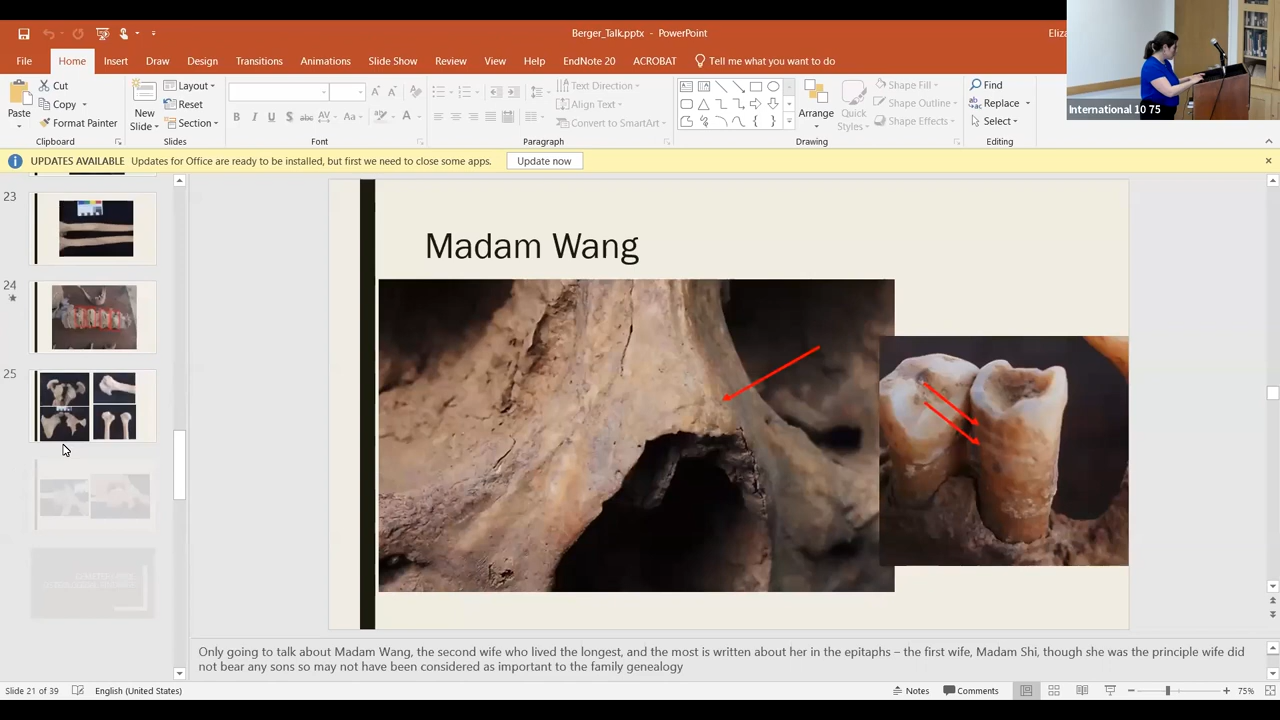 Berger_Talk.pptx - PowerPoint
Eliza
File Home Insert Draw Design Transitions Animations Slide Show Review View Help EndNote 20 ACROBAT Tell me what you want to do
Paste
Cut
Copy
Format Painter
Clipboard
New
Slide
Layout
Reset
Section
Slides
B I U S abc AV Aa A
Font
Text Direction
Align Text
Convert to SmartArt
Paragraph
Arrange
Quick
Styles
Shape Fill
Shape Outline
Shape Effects
Drawing
Find
Replace
Select
Editing
International 10 75
UPDATES AVAILABLE Updates for Office are ready to be installed, but first we need to close some apps. Update now
23
24
25
Madam Wang
Only going to talk about Madam Wang, the second wife who lived the longest, and the most is written about her in the epitaphs – the first wife, Madam Shi, though she was the principle wife did
not bear any sons so may not have been considered as important to the family genealogy
Slide 21 of 39 English (United States) Notes Comments 75%